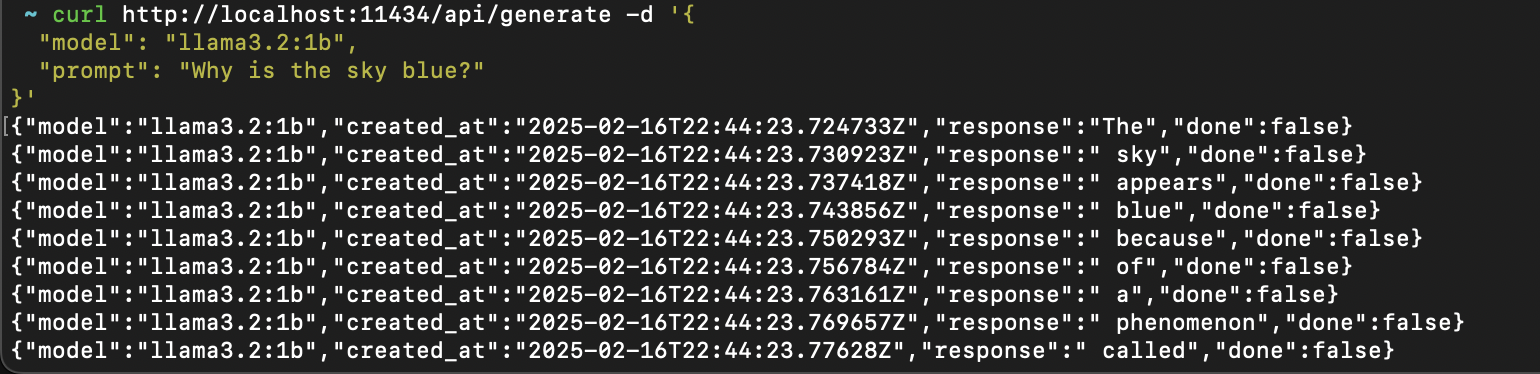 ~ curl http://localhost:11434/api/generate -d '{
  "model": "llama3.2:1b",
  "prompt": "Why is the sky blue?"
}'
[{"model":"llama3.2:1b","created_at":"2025-02-16T22:44:23.724733Z","response":"The","done":false}
{"model":"llama3.2:1b","created_at":"2025-02-16T22:44:23.730923Z","response":" sky","done":false}
{"model":"llama3.2:1b","created_at":"2025-02-16T22:44:23.737418Z","response":" appears","done":false}
{"model":"llama3.2:1b","created_at":"2025-02-16T22:44:23.743856Z","response":" blue","done":false}
{"model":"llama3.2:1b","created_at":"2025-02-16T22:44:23.750293Z","response":" because","done":false}
{"model":"llama3.2:1b","created_at":"2025-02-16T22:44:23.756784Z","response":" of","done":false}
{"model":"llama3.2:1b","created_at":"2025-02-16T22:44:23.763161Z","response":" a","done":false}
{"model":"llama3.2:1b","created_at":"2025-02-16T22:44:23.769657Z","response":" phenomenon","done":false}
{"model":"llama3.2:1b","created_at":"2025-02-16T22:44:23.77628Z","response":" called","done":false}